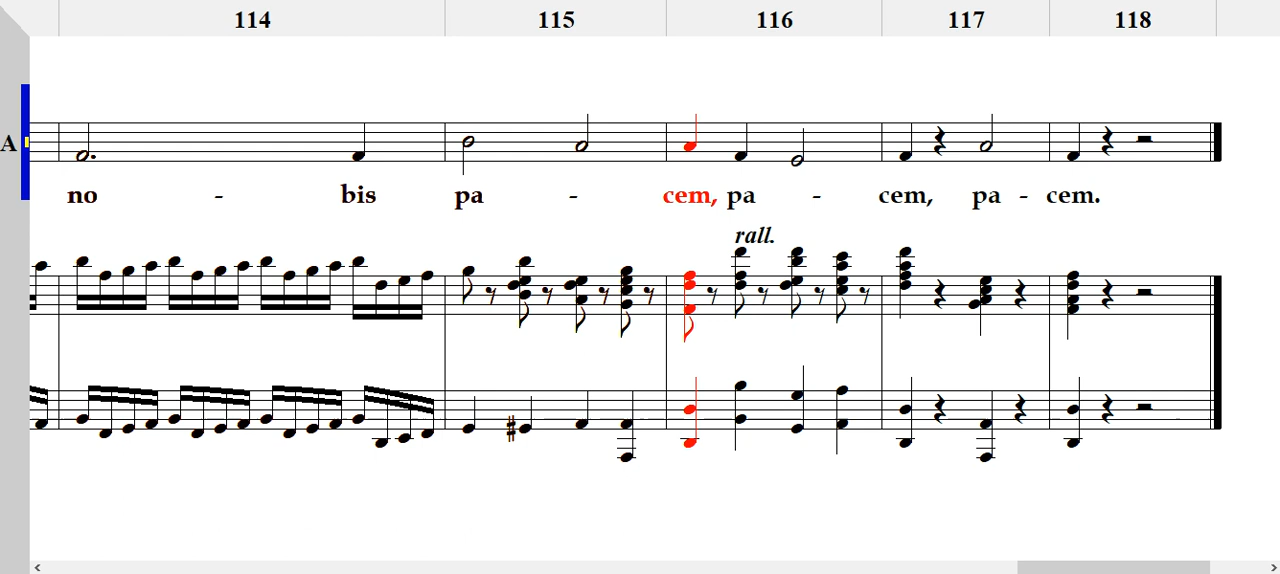 114 115 116 117 118
A
no - bis pa - cem, pa - cem, pa - cem.
rall.